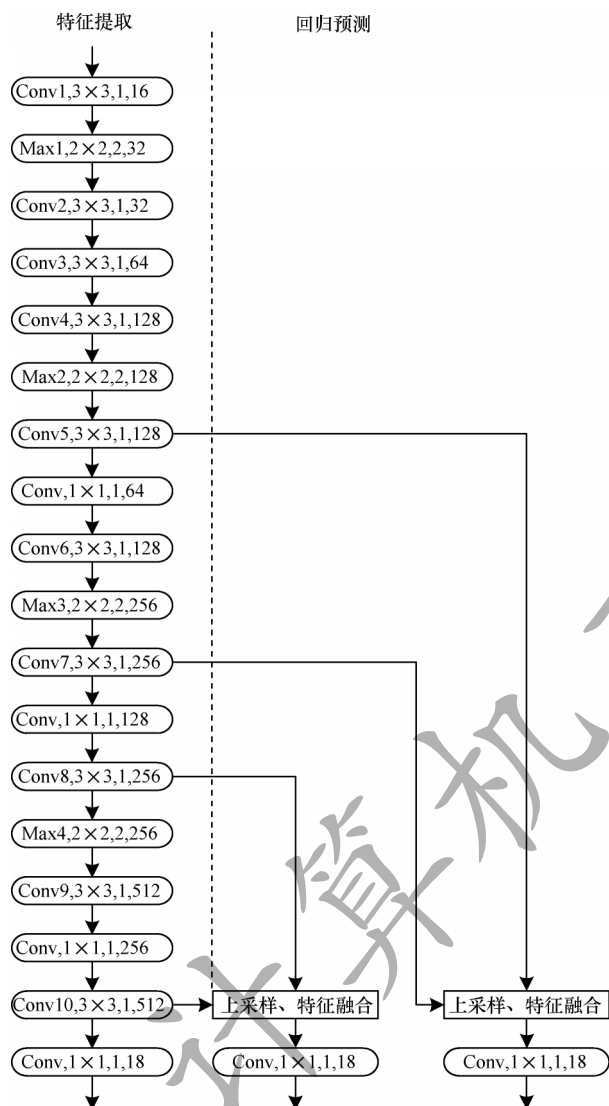 特征提取
回归预测
Conv1,3×3,1,16
Max1,2×2,2,32
Conv2,3×3,1,32
Conv3,3×3,1,64
Conv4,3×3,1,128
Max2,2×2,2,128
Conv5,3×3,1,128
Conv,1×1,1,64
Conv6,3×3,1,128
Max3,2×2,2,256
Conv7,3×3,1,256
Conv,1×1,1,128
Conv8,3×3,1,256
Max4,2×2,2,256
Conv9,3×3,1,512
Conv,1×1,1,256
Conv10,3×3,1,512
上采样、特征融合
上采样、特征融合
Conv,1×1,1,18
Conv,1×1,1,18
Conv,1×1,1,18
计算机